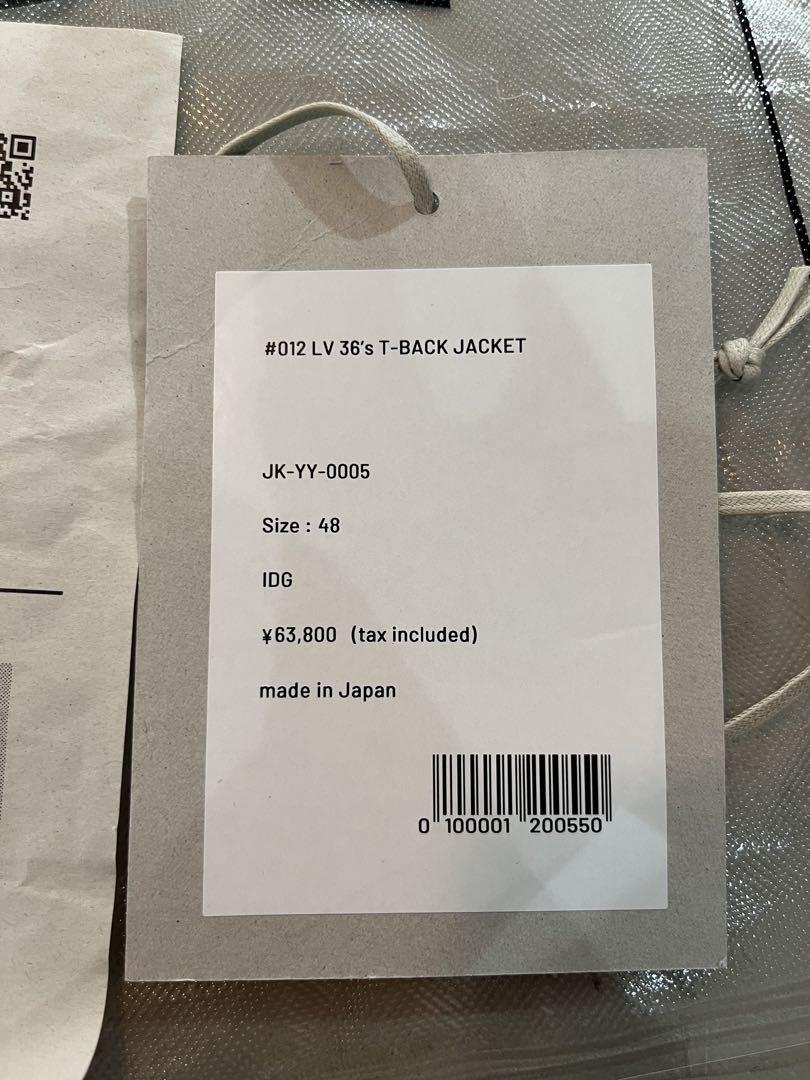 #012 LV 36's T-BACK JACKET
JK-YY-0005
Size : 48
IDG
¥63,800 (tax included)
made in Japan
0 100001 200550